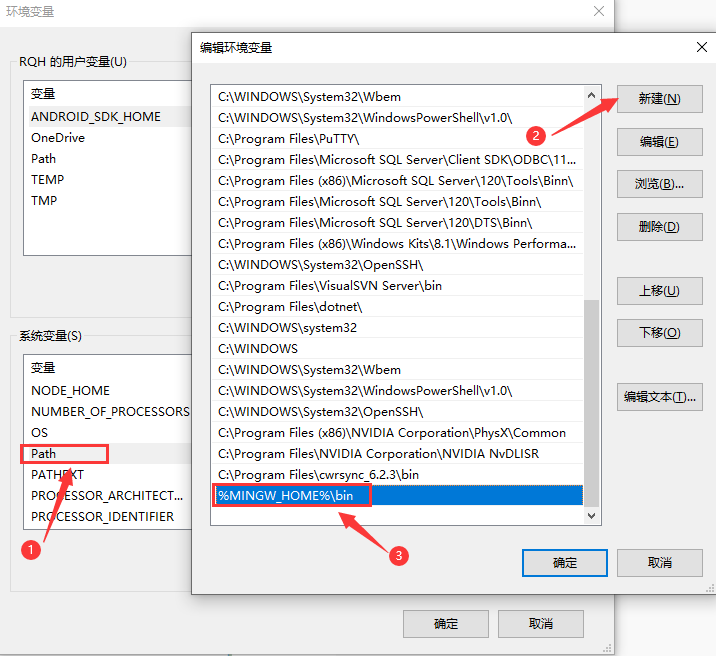 环境变量
RQH 的用户变量(U)
变量
ANDROID_SDK_HOME
OneDrive
Path
TEMP
TMP
系统变量(S)
变量
NODE_HOME
NUMBER_OF_PROCESSORS
OS
Path
PATHEXT
PROCESSOR_ARCHITECT...
PROCESSOR_IDENTIFIER
1
确定
取消
编辑环境变量
C:\WINDOWS\System32\Wbem
C:\WINDOWS\System32\WindowsPowerShell\v1.0\
C:\Program Files\PuTTY\
C:\Program Files\Microsoft SQL Server\Client SDK\ODBC\11...
C:\Program Files (x86)\Microsoft SQL Server\120\Tools\Binn\
C:\Program Files\Microsoft SQL Server\120\Tools\Binn\
C:\Program Files\Microsoft SQL Server\120\DTS\Binn\
C:\Program Files (x86)\Windows Kits\8.1\Windows Performa...
C:\WINDOWS\System32\OpenSSH\
C:\Program Files\VisualSVN Server\bin
C:\Program Files\dotnet\
C:\WINDOWS\system32
C:\WINDOWS
C:\WINDOWS\System32\Wbem
C:\WINDOWS\System32\WindowsPowerShell\v1.0\
C:\WINDOWS\System32\OpenSSH\
C:\Program Files (x86)\NVIDIA Corporation\PhysX\Common
C:\Program Files\NVIDIA Corporation\NVIDIA NvDLISR
C:\Program Files\cwrsync_6.2.3\bin
%MINGW_HOME%\bin
2
3
新建(N)
编辑(E)
浏览(B)...
删除(D)
上移(U)
下移(O)
编辑文本(T)...
确定
取消